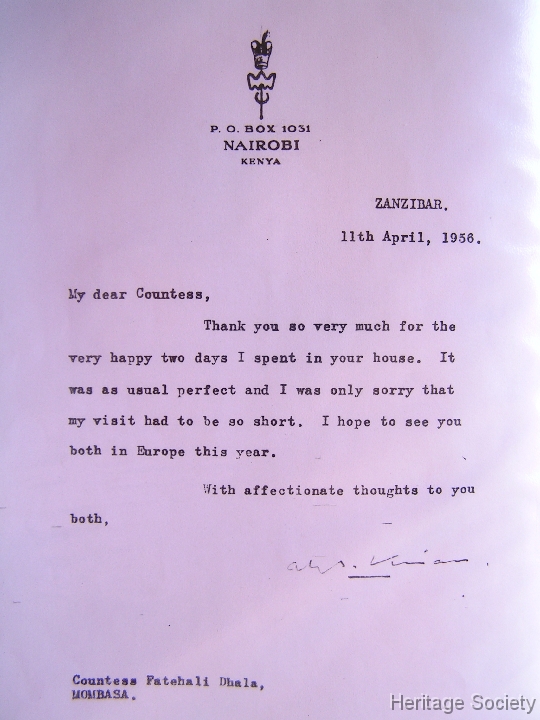 P. O. BOX 1031
NAIROBI
KENYA
ZANZIBAR.
11th April, 1956.
My dear Countess,
Thank you so very much for the
very happy two days I spent in your house. It
was as usual perfect and I was only sorry that
my visit had to be so short. I hope to see you
both in Europe this year.
With affectionate thoughts to you
both,
Countess Fatehali Dhala,
MOMBASA.
Heritage Society